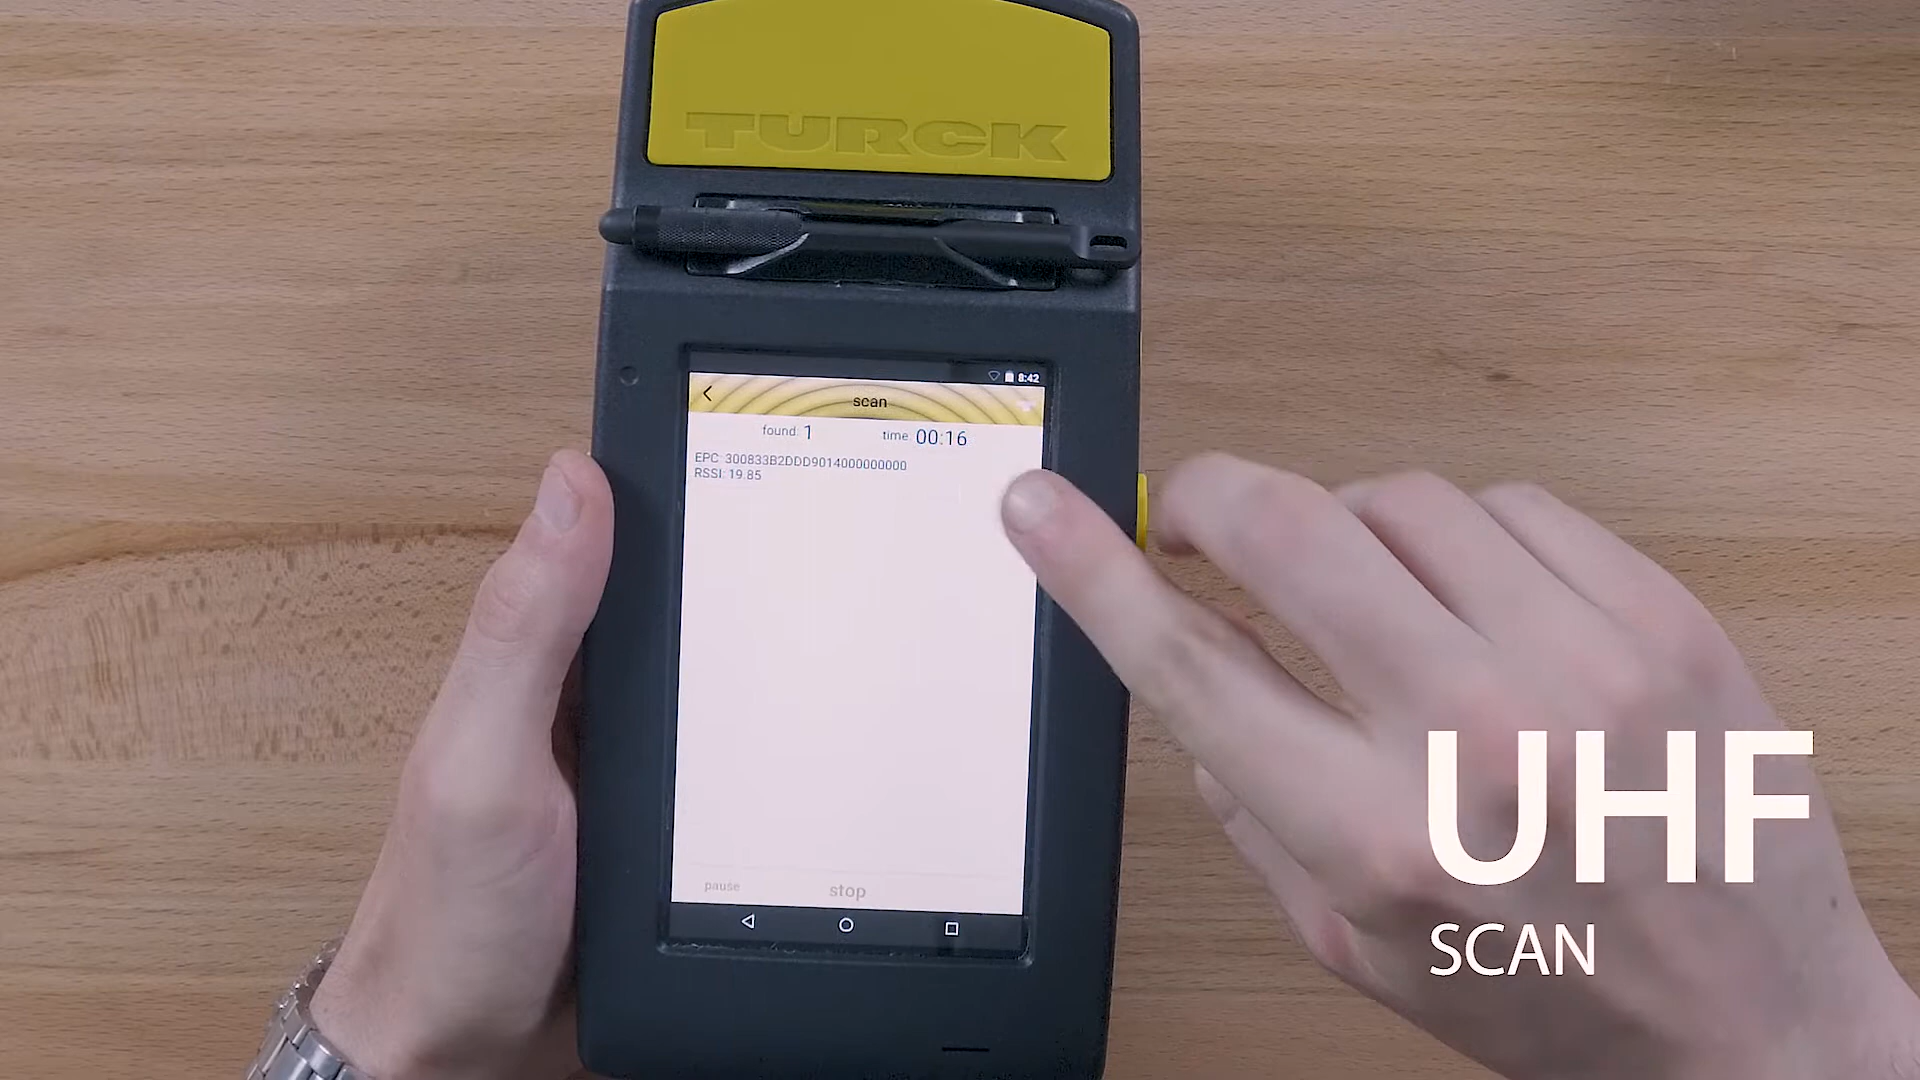 TURCK
8:42
scan
found: 1 time: 00:16
EPC: 300833B2DDD9014000000000
RSSI: 19.85
pause stop
UHF
SCAN